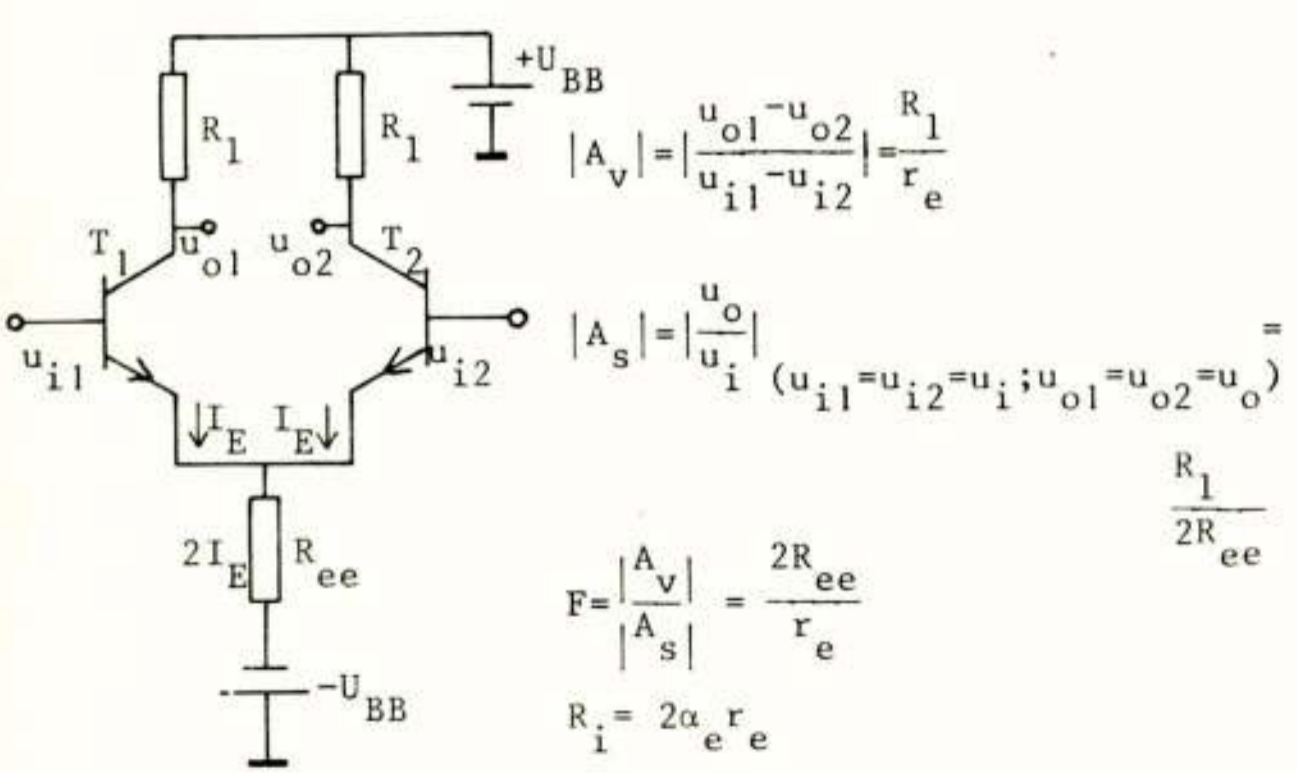 +U_BB
R_1 R_1
|A_v|=|(u_o1-u_o2)/(u_i1-u_i2)|=R_1/r_e
T_1 u_o1 u_o2 T_2
u_i1 u_i2
|A_s|=|u_o/u_i| (u_i1=u_i2=u_i;u_o1=u_o2=u_o) =
R_1/2R_ee
I_E I_E
2I_E R_ee
F=|A_v|/|A_s| = 2R_ee/r_e
-U_BB
R_i= 2α_e r_e